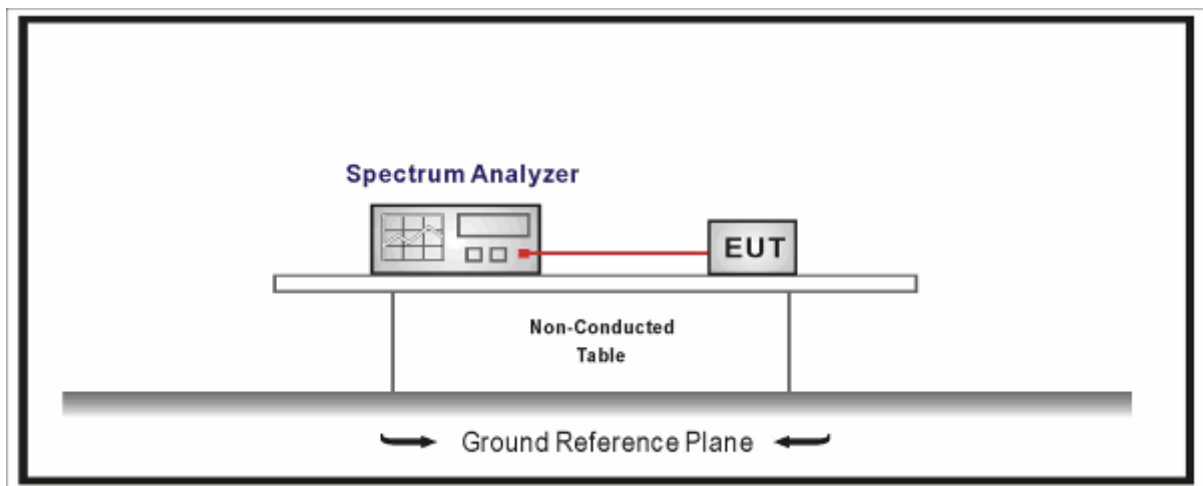 Spectrum Analyzer
EUT
Non-Conducted
Table
Ground Reference Plane